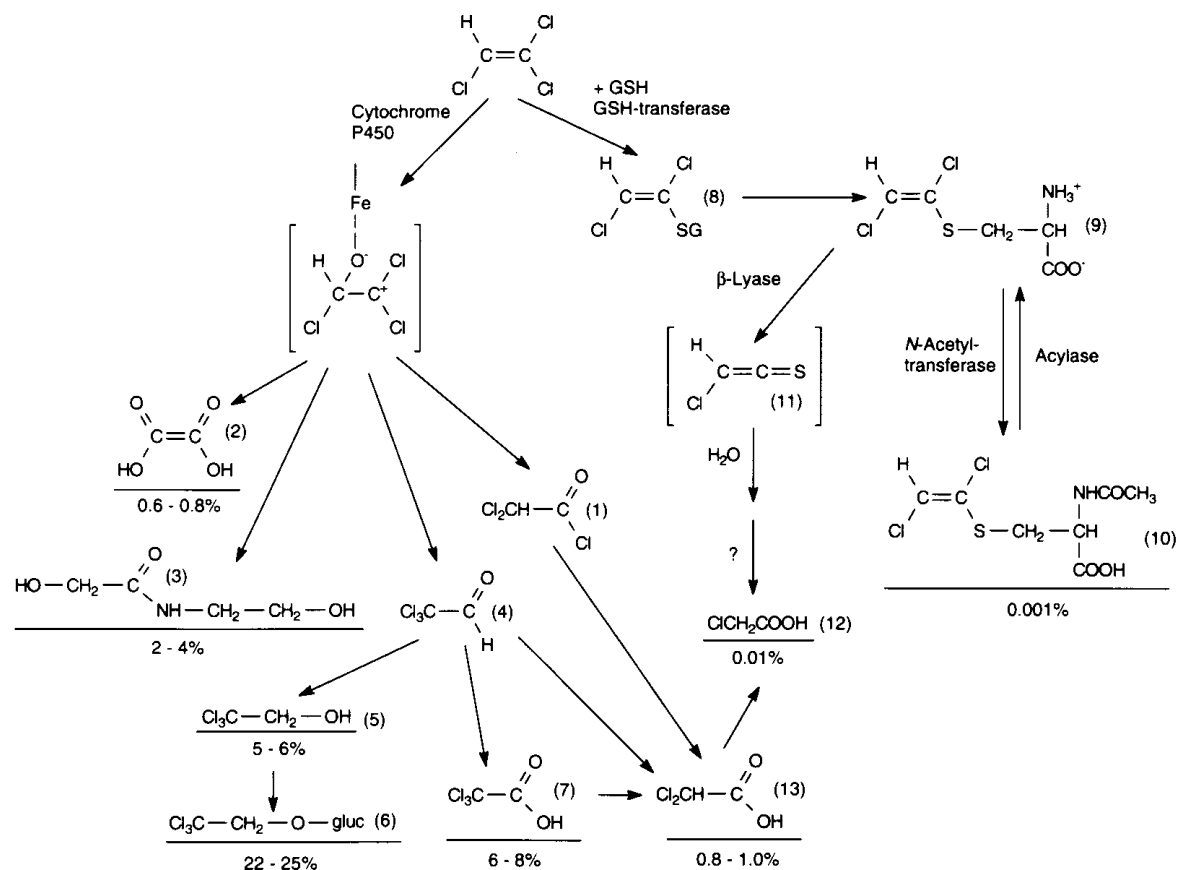 H Cl
C=C
Cl Cl
+ GSH
GSH-transferase
Cytochrome
P450
Fe
H O- Cl
C—C+
Cl Cl
H Cl
C=C (8)
Cl SG
H Cl
C=C NH3+
Cl S—CH2—CH (9)
COO-
β-Lyase
H
C=C=S
Cl (11)
H2O
?
N-Acetyl-
transferase
Acylase
O O
C=C (2)
HO OH
0.6 - 0.8%
O
Cl2CH—C (1)
Cl
O
HO—CH2—C (3)
NH—CH2—CH2—OH
2 - 4%
O
Cl3C—C (4)
H
H Cl
C=C NHCOCH3
Cl S—CH2—CH (10)
COOH
0.001%
ClCH2COOH (12)
0.01%
Cl3C—CH2—OH (5)
5 - 6%
Cl3C—CH2—O—gluc (6)
22 - 25%
O
Cl3C—C (7)
OH
6 - 8%
O
Cl2CH—C (13)
OH
0.8 - 1.0%